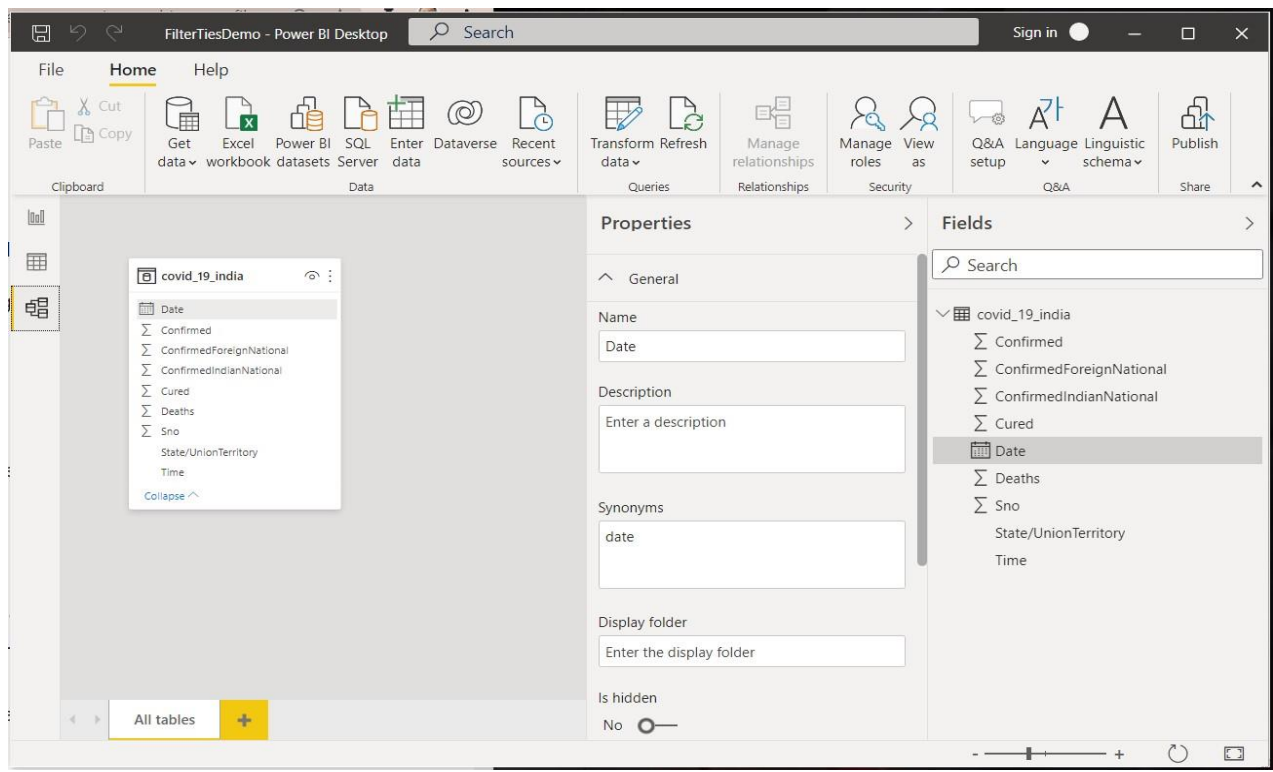 FilterTiesDemo - Power BI Desktop
Search
Sign in
File Home Help
Paste
Cut
Copy
Clipboard
Get data
Excel workbook
Power BI datasets
SQL Server
Enter data
Dataverse
Recent sources
Data
Transform data
Refresh
Queries
Manage relationships
Relationships
Manage roles
View as
Security
Q&A setup
Language
Linguistic schema
Q&A
Publish
Share
covid_19_india
Date
Confirmed
ConfirmedForeignNational
ConfirmedIndianNational
Cured
Deaths
Sno
State/UnionTerritory
Time
Collapse
Properties
General
Name
Date
Description
Enter a description
Synonyms
date
Display folder
Enter the display folder
Is hidden
No
Fields
Search
covid_19_india
Confirmed
ConfirmedForeignNational
ConfirmedIndianNational
Cured
Date
Deaths
Sno
State/UnionTerritory
Time
All tables
+
- +